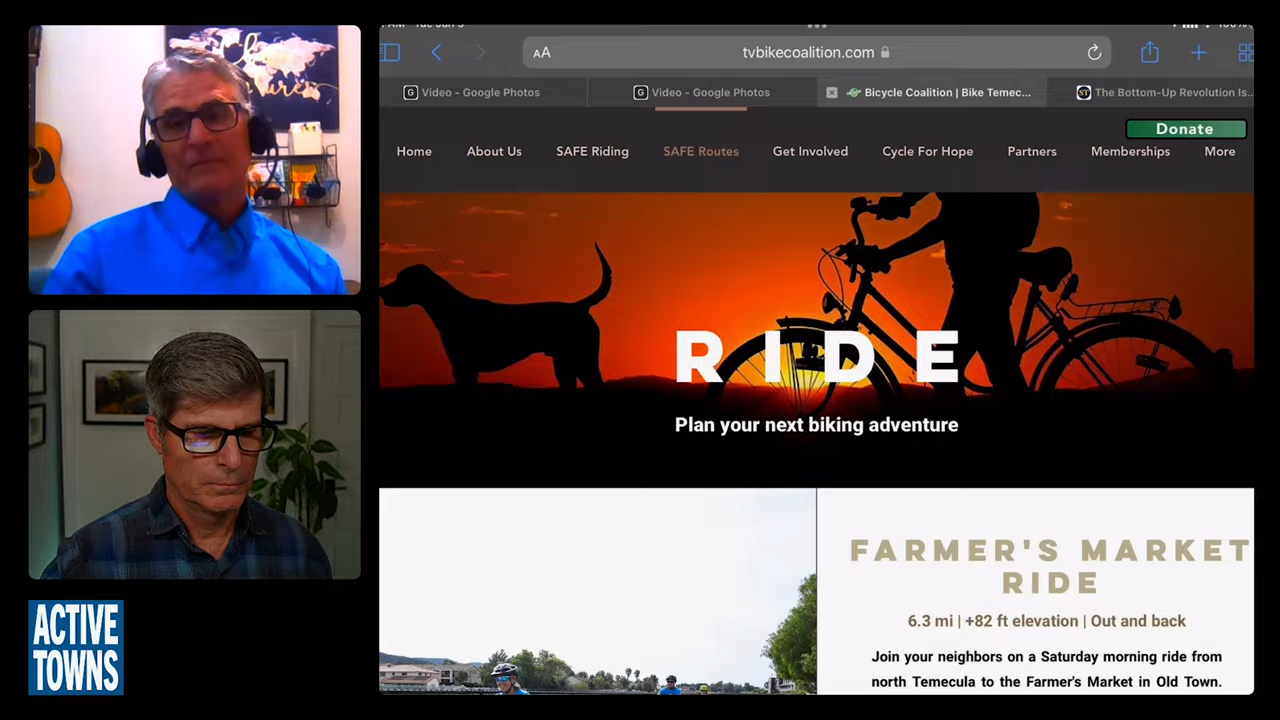 AA
tvbikecoalition.com
Video - Google Photos
Video - Google Photos
Bicycle Coalition | Bike Temec...
ST
The Bottom-Up Revolution Is...
Donate
Home
About Us
SAFE Riding
SAFE Routes
Get Involved
Cycle For Hope
Partners
Memberships
More
RIDE
Plan your next biking adventure
FARMER'S MARKET
RIDE
6.3 mi | +82 ft elevation | Out and back
Join your neighbors on a Saturday morning ride from
north Temecula to the Farmer's Market in Old Town.
ACTIVE
TOWNS